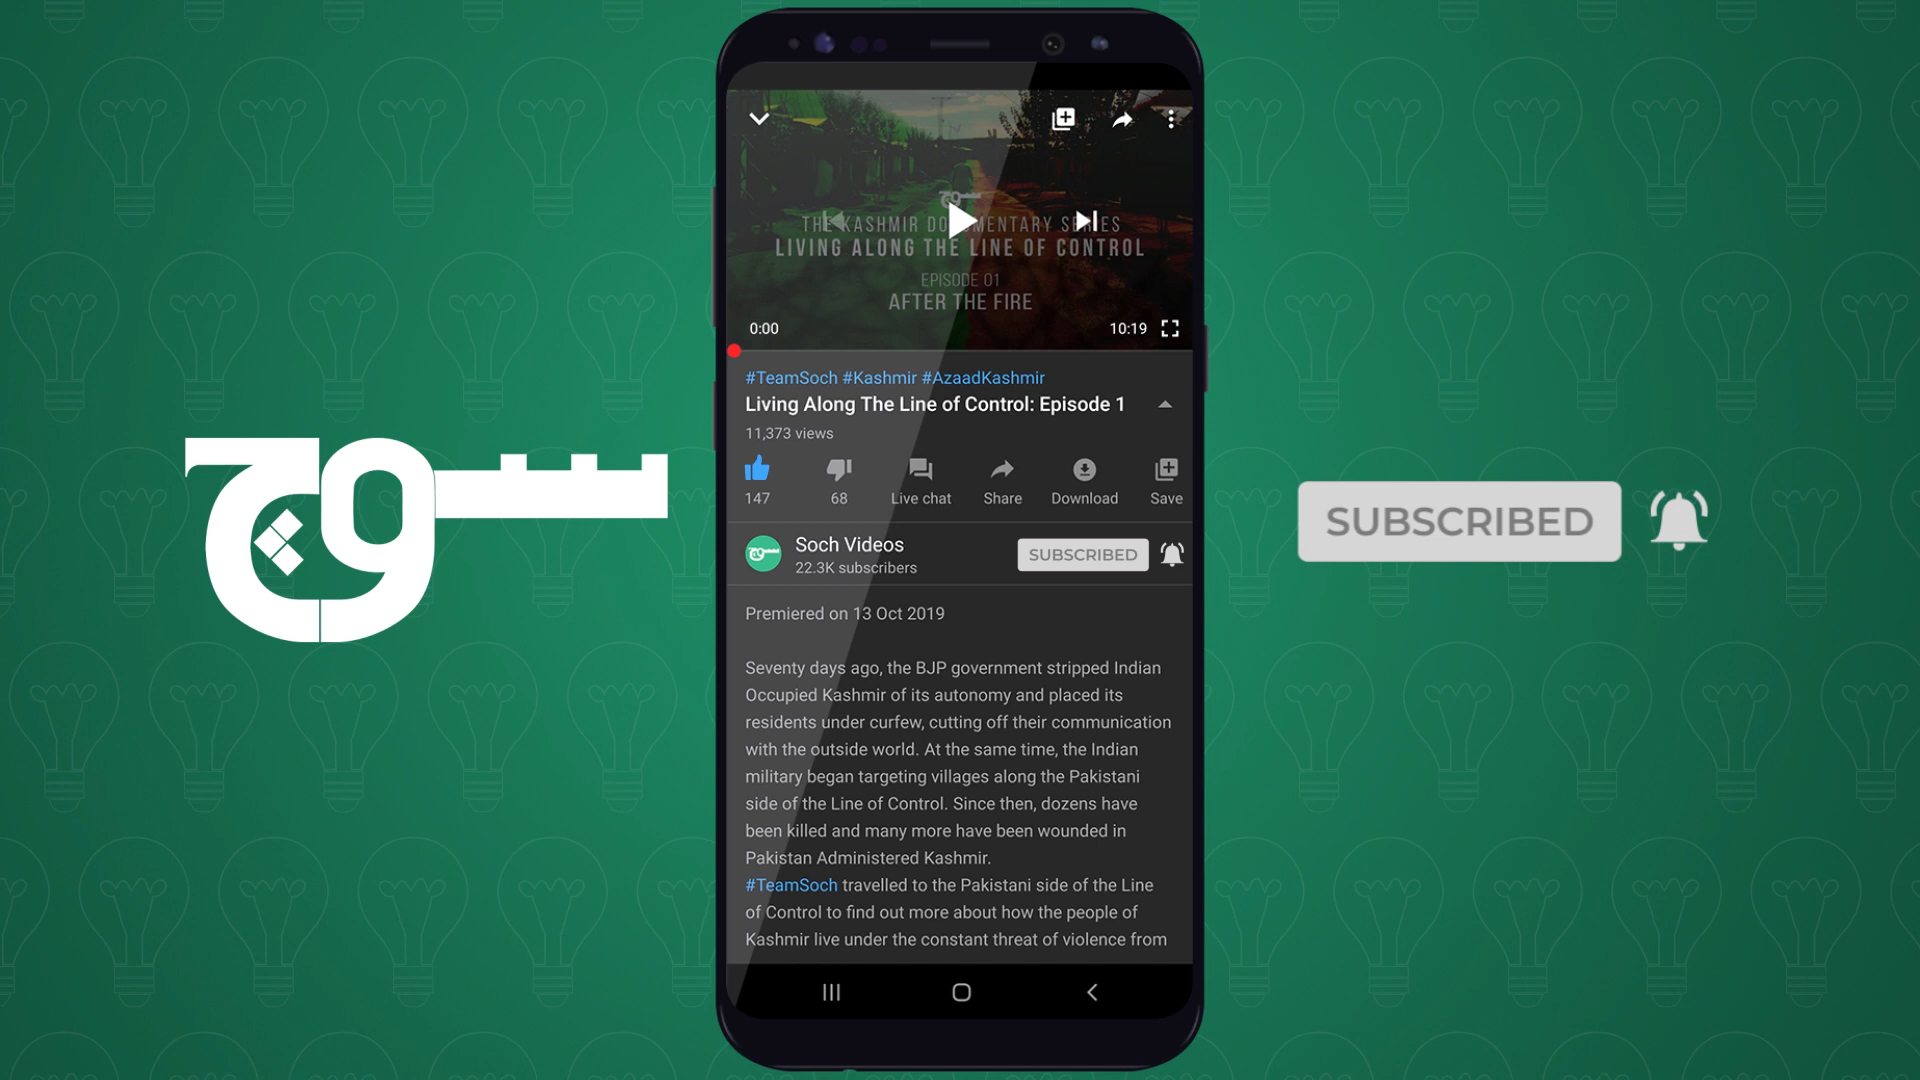 سوچ
سوچ
THE KASHMIR DOCUMENTARY SERIES
LIVING ALONG THE LINE OF CONTROL
EPISODE 01
AFTER THE FIRE
0:00
10:19
#TeamSoch #Kashmir #AzaadKashmir
Living Along The Line of Control: Episode 1
11,373 views
147
68
Live chat
Share
Download
Save
سوچ
Soch Videos
SUBSCRIBED
22.3K subscribers
Premiered on 13 Oct 2019
Seventy days ago, the BJP government stripped Indian
Occupied Kashmir of its autonomy and placed its
residents under curfew, cutting off their communication
with the outside world. At the same time, the Indian
military began targeting villages along the Pakistani
side of the Line of Control. Since then, dozens have
been killed and many more have been wounded in
Pakistan Administered Kashmir.
#TeamSoch travelled to the Pakistani side of the Line
of Control to find out more about how the people of
Kashmir live under the constant threat of violence from
SUBSCRIBED